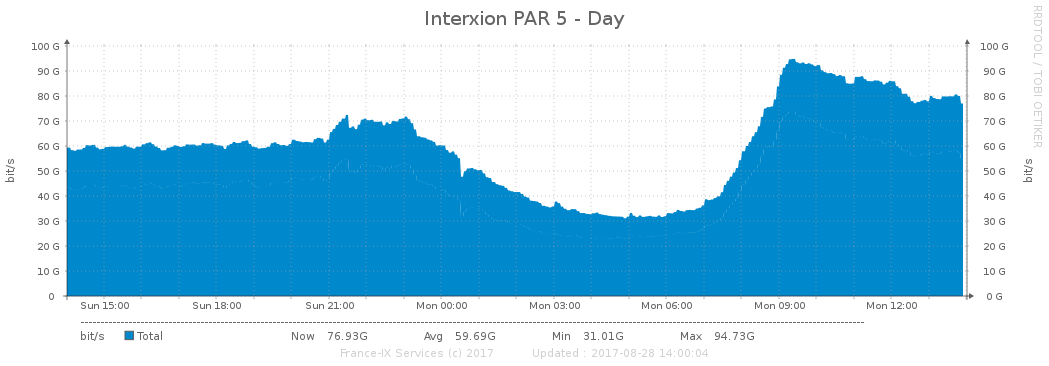 Interxion PAR 5 - Day
RRDTOOL / TOBI OETIKER
bit/s
100 G
90 G
80 G
70 G
60 G
50 G
40 G
30 G
20 G
10 G
0
100 G
90 G
80 G
70 G
60 G
50 G
40 G
30 G
20 G
10 G
0 G
bit/s
Sun 15:00 Sun 18:00 Sun 21:00 Mon 00:00 Mon 03:00 Mon 06:00 Mon 09:00 Mon 12:00
bit/s Total Now 76.93G Avg 59.69G Min 31.01G Max 94.73G
France-IX Services (c) 2017 Updated : 2017-08-28 14:00:04